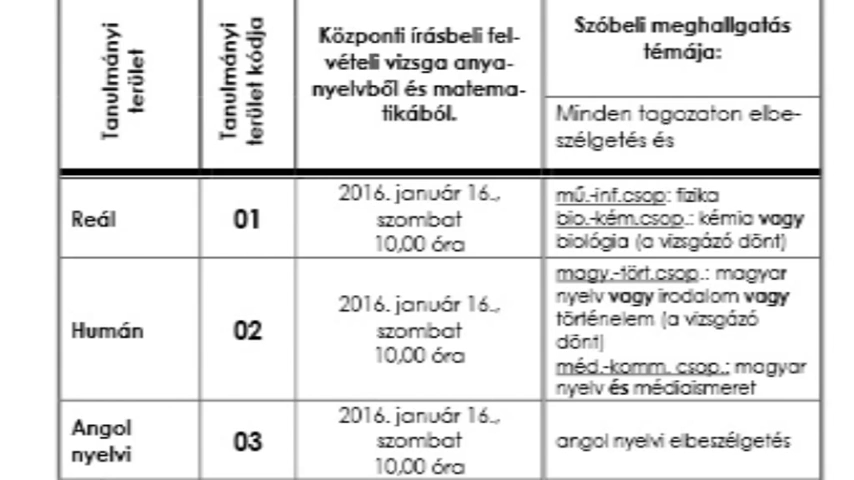 Tanulmányi
terület
Tanulmányi
terület kódja
Központi írásbeli fel-
vételi vizsga anya-
nyelvből és matema-
tikából.
Szóbeli meghallgatás
témája:
Minden tagozaton elbe-
szélgetés és
Reál
01
2016. január 16.,
szombat
10,00 óra
mű.-inf.csop: fizika
bio.-kém.csop.: kémia vagy
biológia (a vizsgázó dönt)
Humán
02
2016. január 16.,
szombat
10,00 óra
magy.-tört.csop.: magyar
nyelv vagy irodalom vagy
történelem (a vizsgázó
dönt)
méd.-komm. csop.: magyar
nyelv és médiaismeret
Angol
nyelvi
03
2016. január 16.,
szombat
10,00 óra
angol nyelvi elbeszélgetés